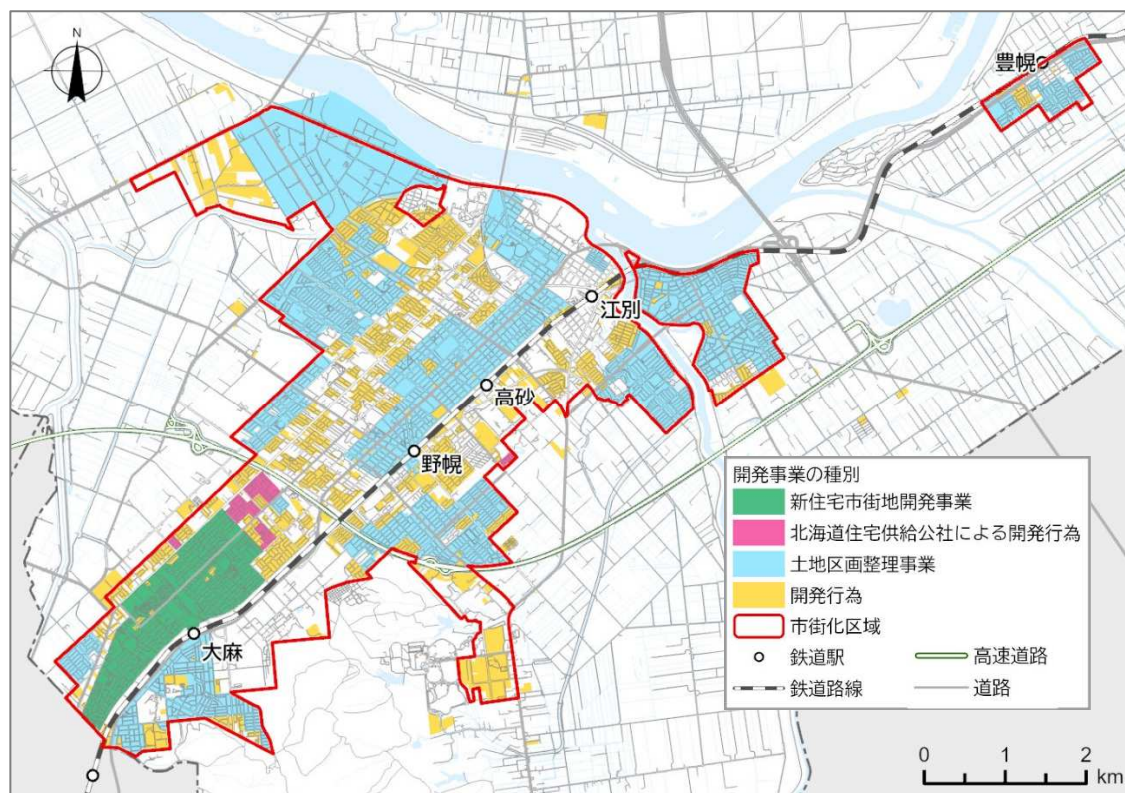 N
豊幌
江別
高砂
野幌
大麻
開発事業の種別
新住宅市街地開発事業
北海道住宅供給公社による開発行為
土地区画整理事業
開発行為
市街化区域
鉄道駅
高速道路
鉄道路線
道路
0 1 2
km